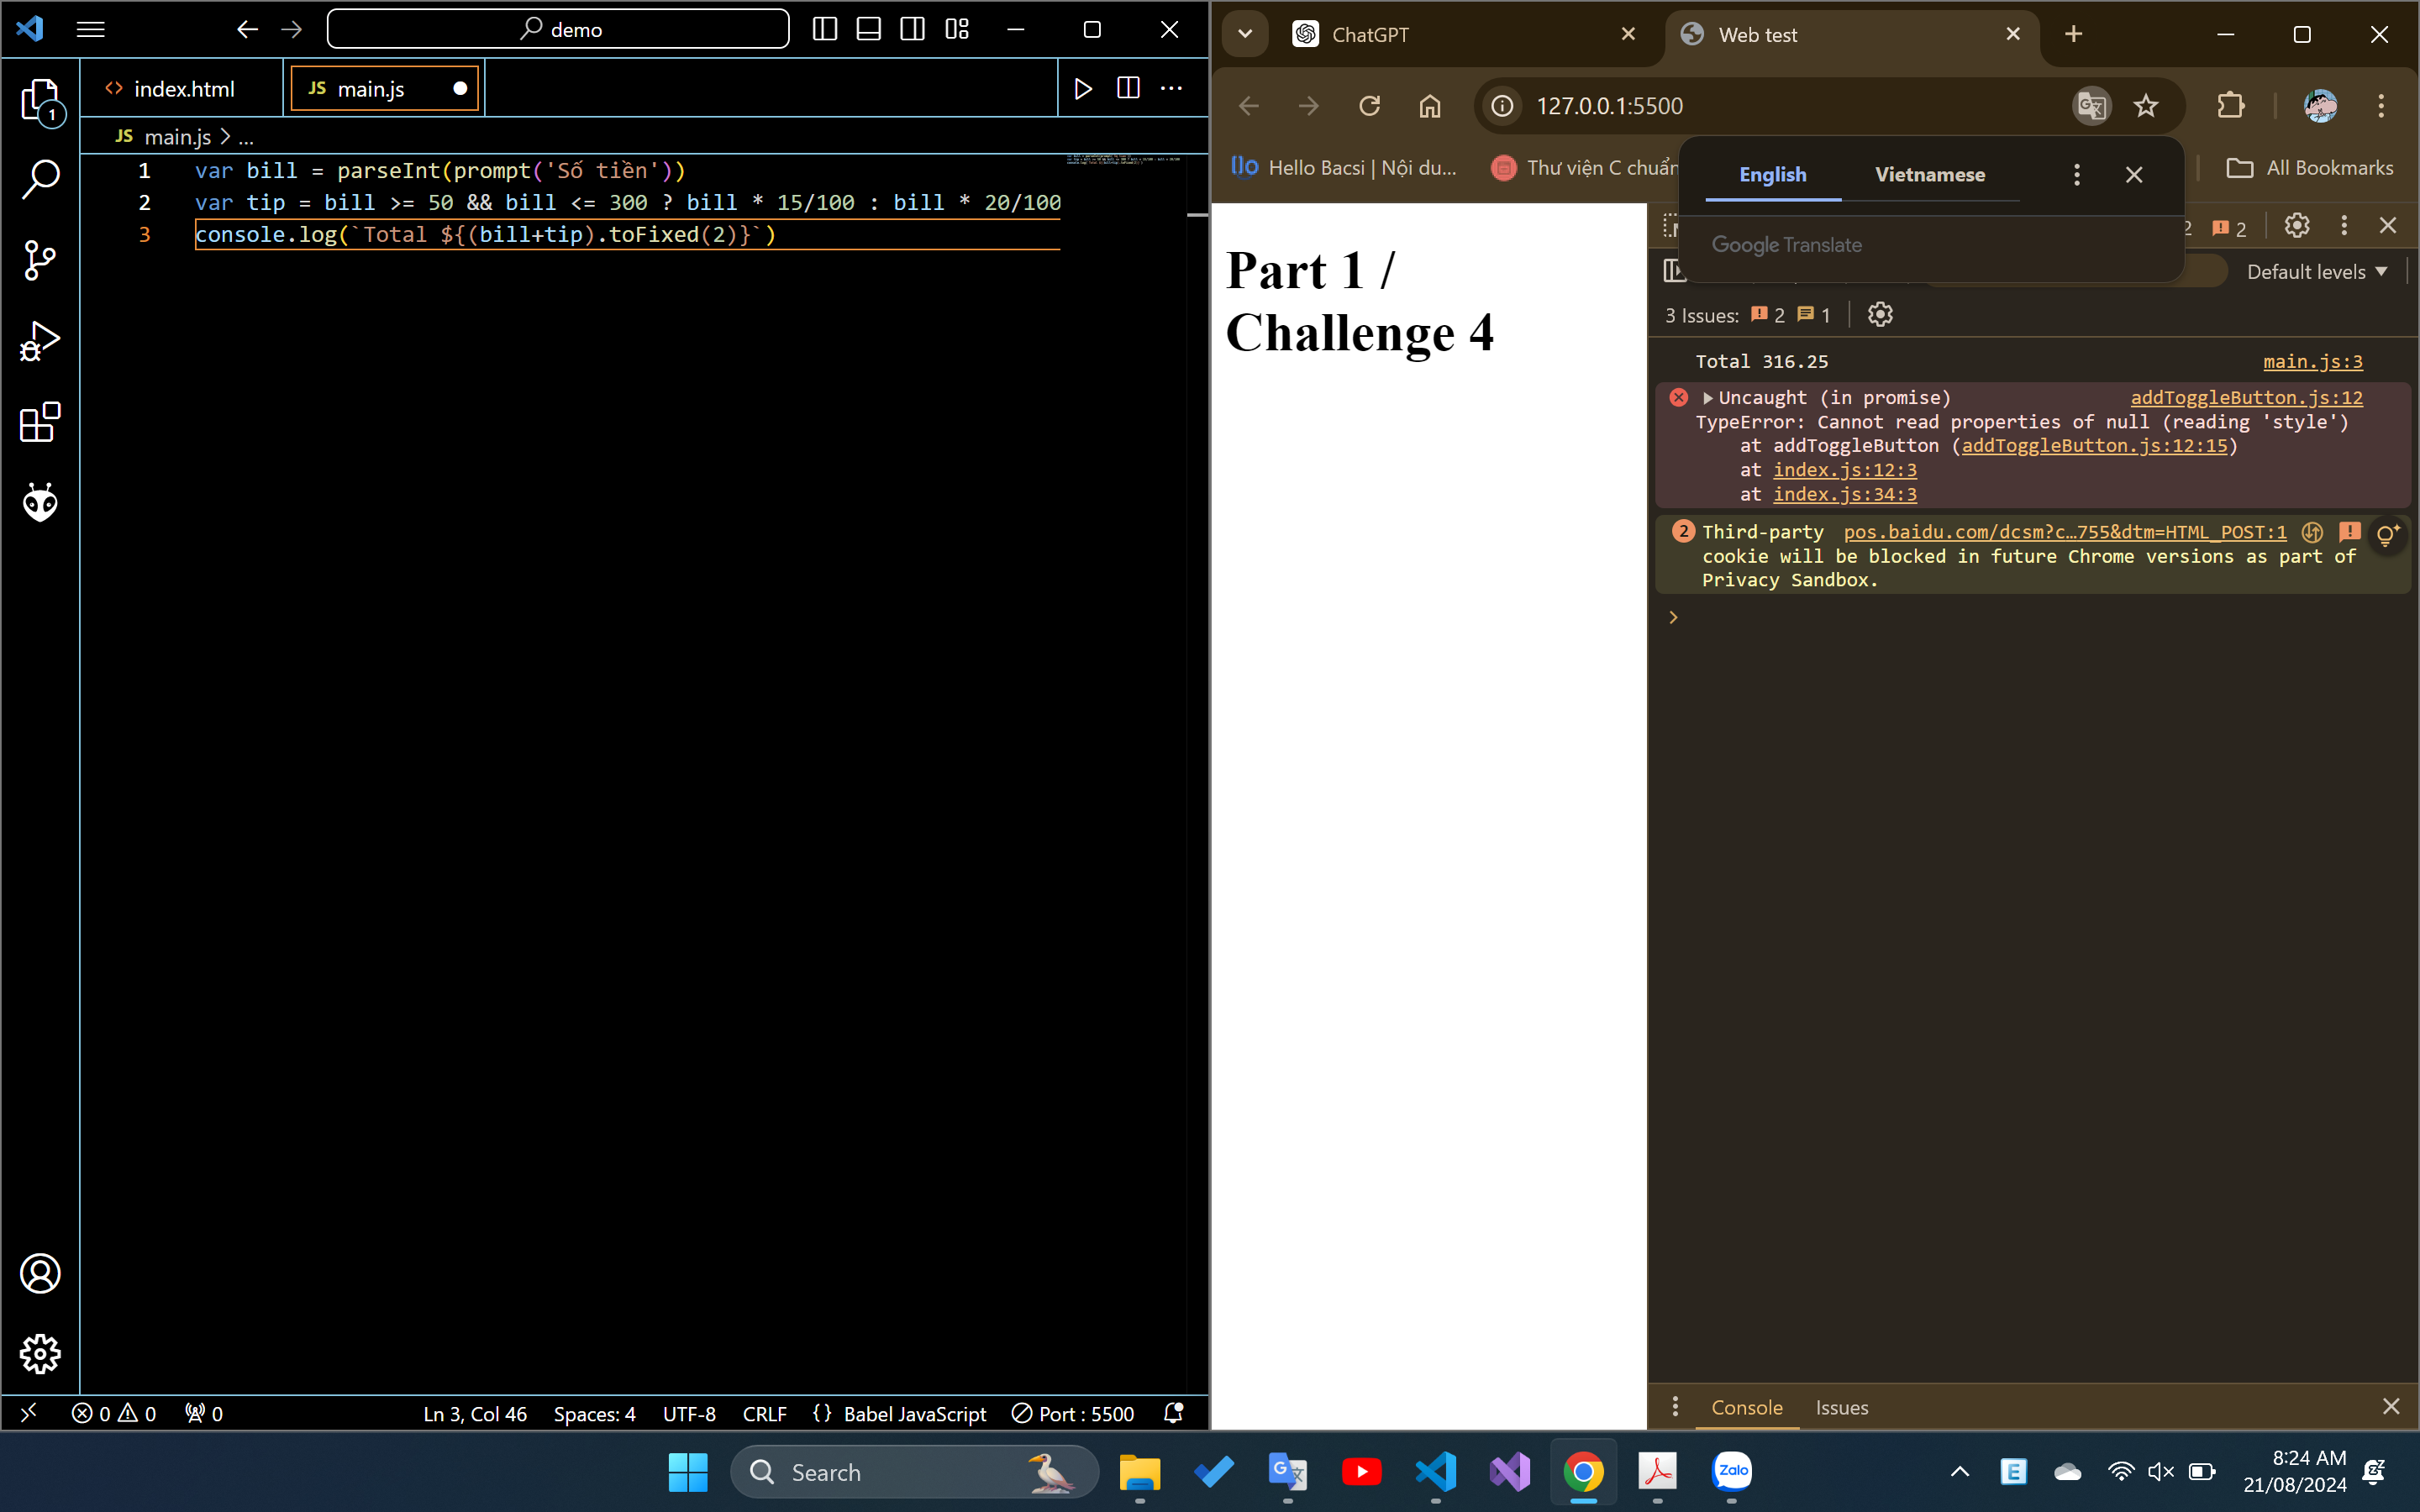 demo
index.html
JS main.js
JS main.js > ...
1 var bill = parseInt(prompt('Số tiền'))
2 var tip = bill >= 50 && bill <= 300 ? bill * 15/100 : bill * 20/100
3 console.log(`Total ${(bill+tip).toFixed(2)}`)
1
0 0 0
Ln 3, Col 46 Spaces: 4 UTF-8 CRLF {} Babel JavaScript Port : 5500
ChatGPT
Web test
127.0.0.1:5500
Hello Bacsi | Nội du...
Thư viện C chuẩn
All Bookmarks
English Vietnamese
Google Translate
2 2
Default levels
3 Issues: 2 1
Part 1 /
Challenge 4
Total 316.25 main.js:3
Uncaught (in promise) addToggleButton.js:12
TypeError: Cannot read properties of null (reading 'style')
at addToggleButton (addToggleButton.js:12:15)
at index.js:12:3
at index.js:34:3
2 Third-party pos.baidu.com/dcsm?c…755&dtm=HTML_POST:1
cookie will be blocked in future Chrome versions as part of
Privacy Sandbox.
Console Issues
Search
Zalo
E
8:24 AM
21/08/2024